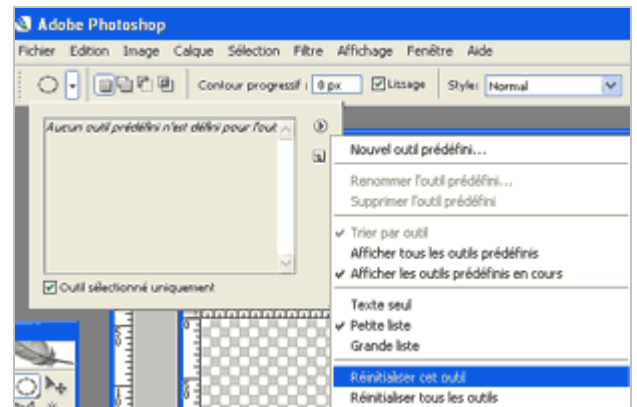 Adobe Photoshop
Fichier Edition Image Calque Sélection Filtre Affichage Fenêtre Aide
Contour progressif : 0 px Lissage Style: Normal
Aucun outil prédéfini n'est défini pour l'out
Outil sélectionné uniquement
Nouvel outil prédéfini...
Renommer l'outil prédéfini...
Supprimer l'outil prédéfini
Trier par outil
Afficher tous les outils prédéfinis
Afficher les outils prédéfinis en cours
Texte seul
Petite liste
Grande liste
Réinitialiser cet outil
Réinitialiser tous les outils